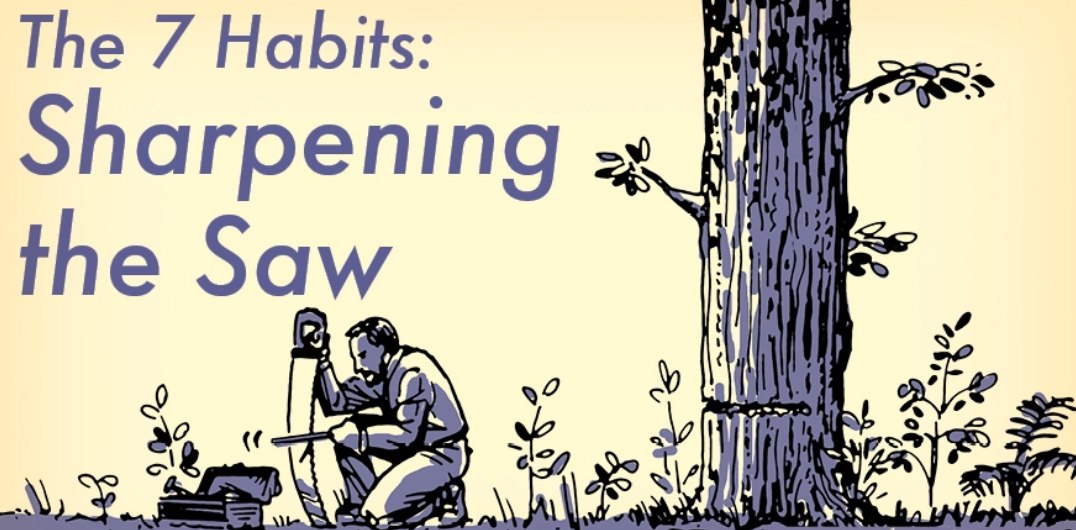 The 7 Habits:
Sharpening
the Saw